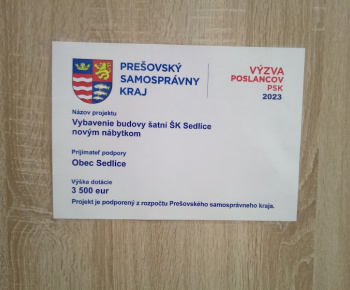 PREŠOVSKÝ
SAMOSPRÁVNY
KRAJ
VÝZVA
POSLANCOV
PSK
2023
Názov projektu
Vybavenie budovy šatní ŠK Sedlice
novým nábytkom
Prijímateľ podpory
Obec Sedlice
Výška dotácie
3 500 eur
Projekt je podporený z rozpočtu Prešovského samosprávneho kraja.